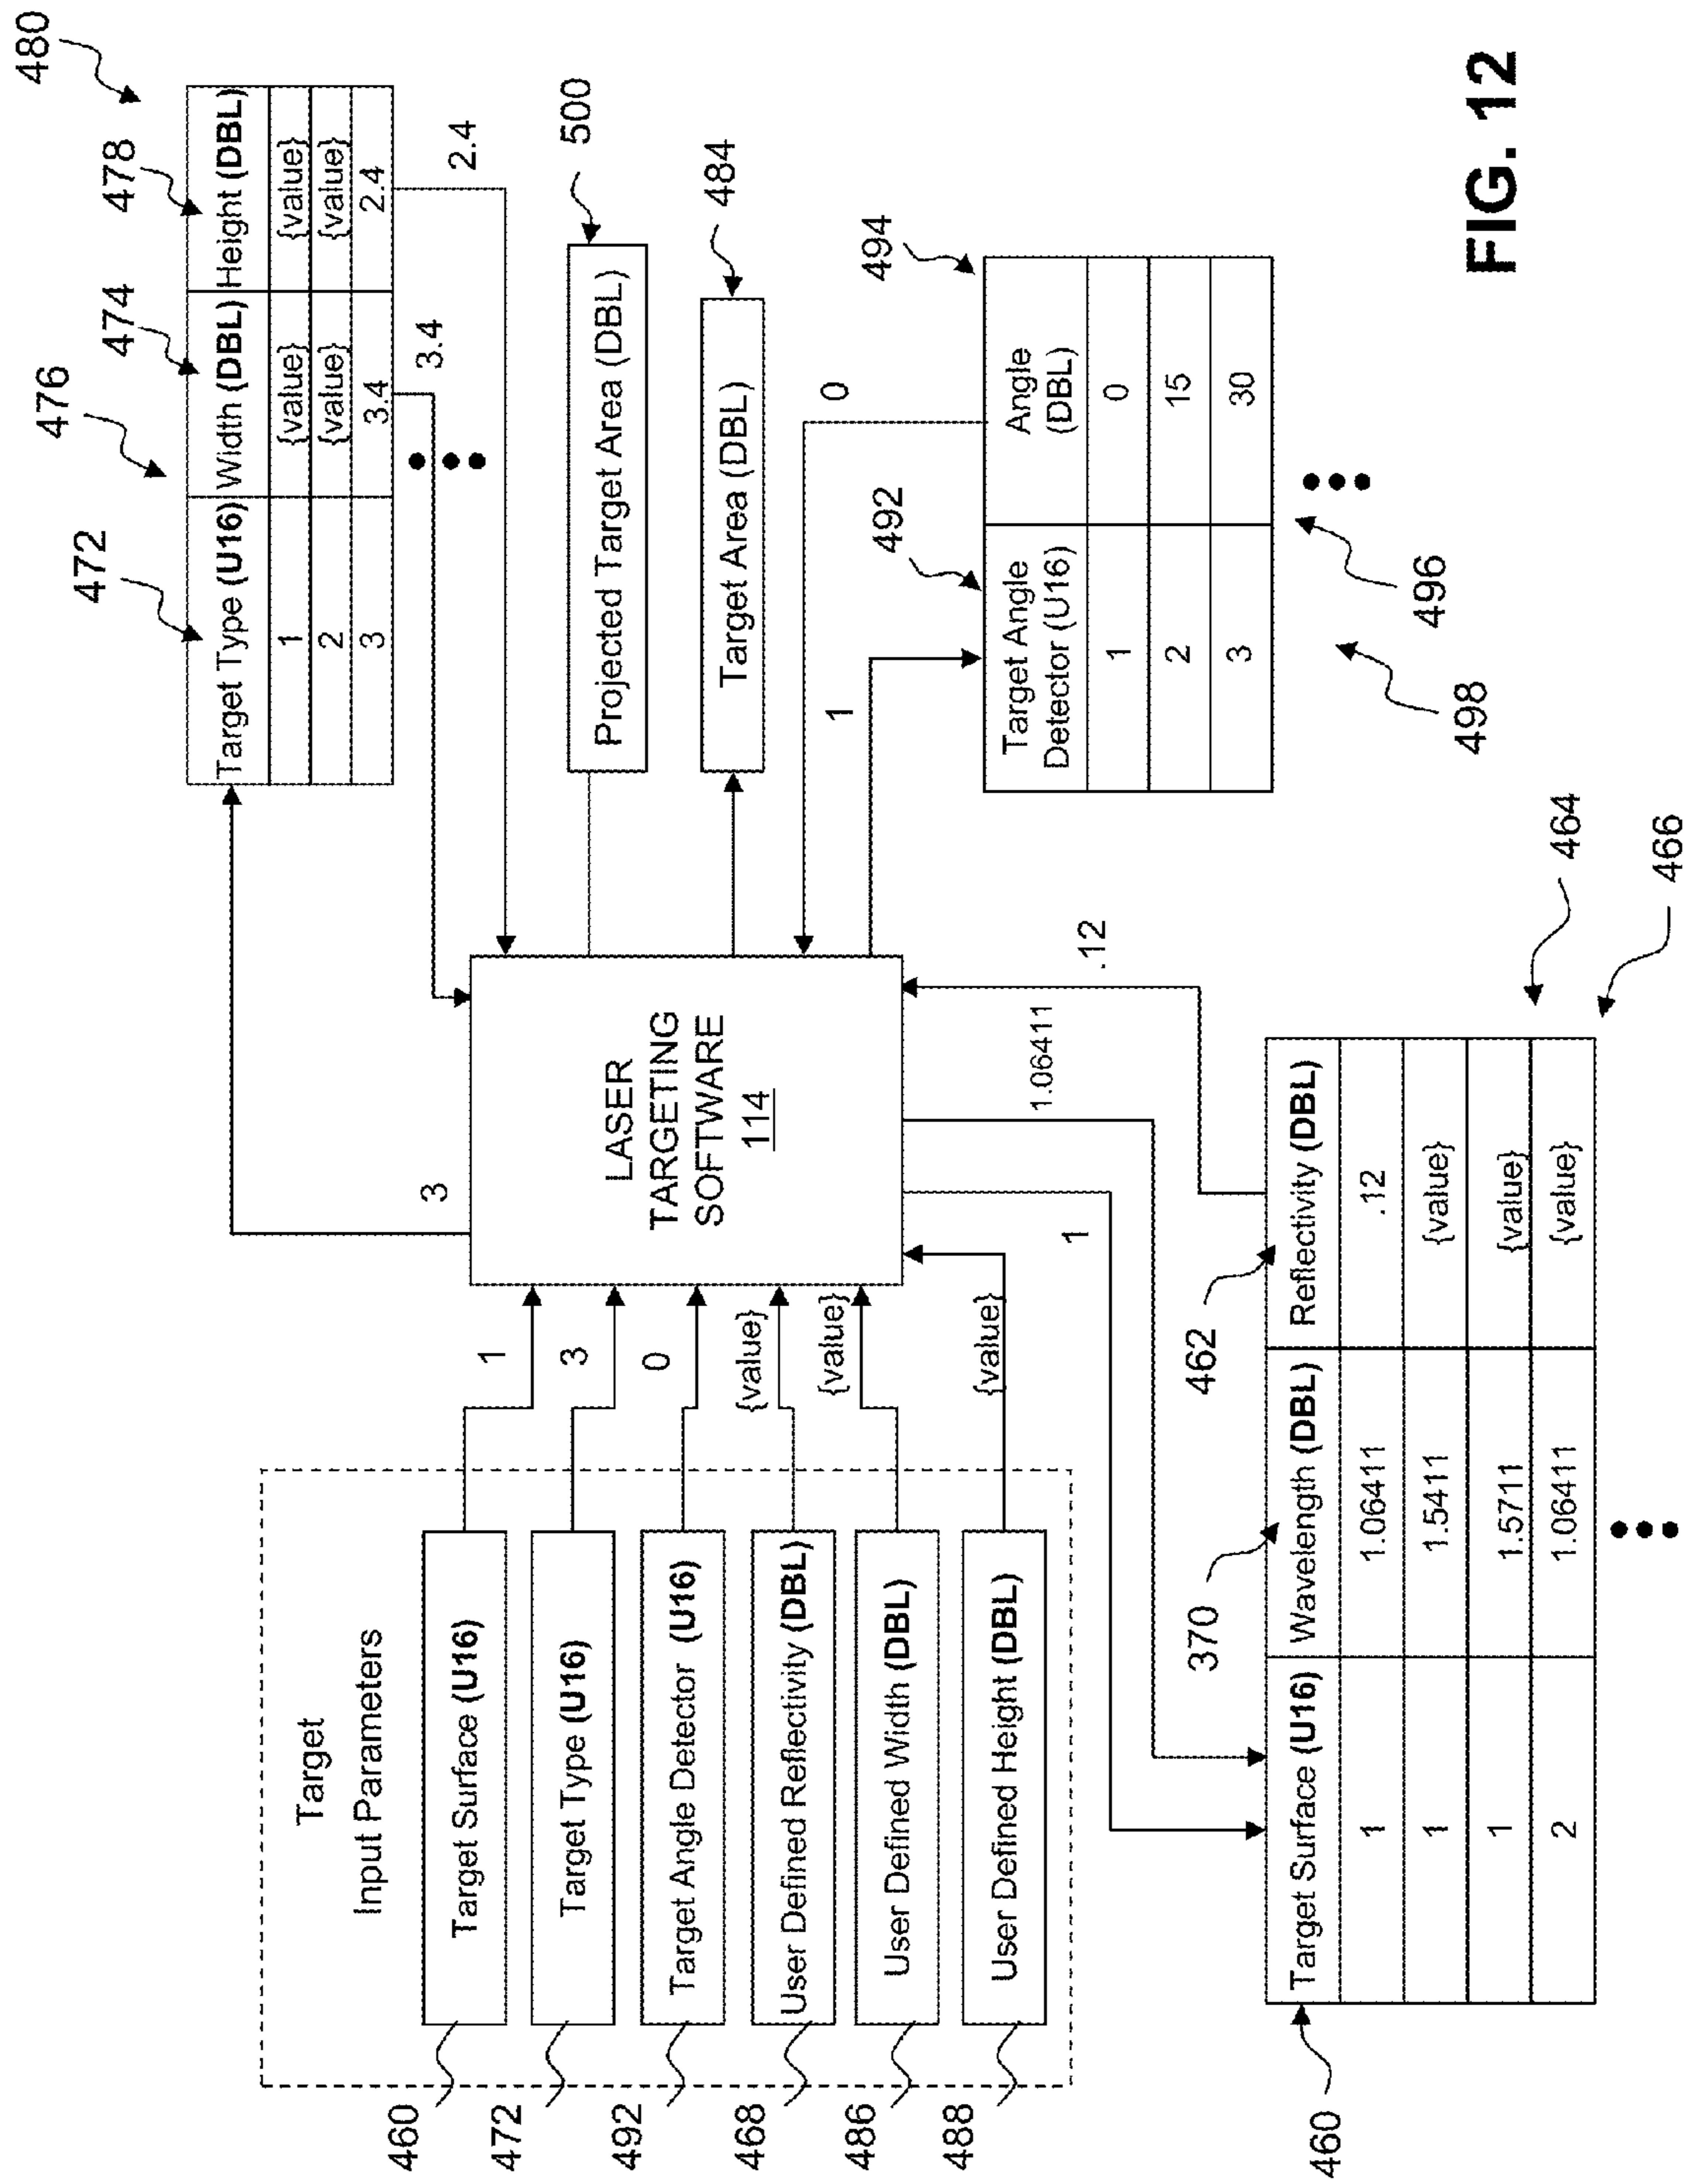 Target
Input Parameters
460
Target Surface (U16)
1
472
Target Type (U16)
3
492
Target Angle Detector (U16)
0
468
User Defined Reflectivity (DBL)
{value}
486
User Defined Width (DBL)
{value}
488
User Defined Height (DBL)
{value}
LASER
TARGETING
SOFTWARE
114
3
472
476
474
478
480
Target Type (U16) Width (DBL) Height (DBL)
1 {value} {value}
2 {value} {value}
3 3.4 2.4
3.4
2.4
Projected Target Area (DBL)
500
Target Area (DBL)
484
0
1
492
494
Target Angle
Detector (U16)
Angle
(DBL)
1 0
2 15
3 30
496
498
1
1.06411
.12
460
370
462
Target Surface (U16) Wavelength (DBL) Reflectivity (DBL)
1 1.06411 .12
1 1.5411 {value}
1 1.5711 {value}
2 1.06411 {value}
464
466
FIG. 12